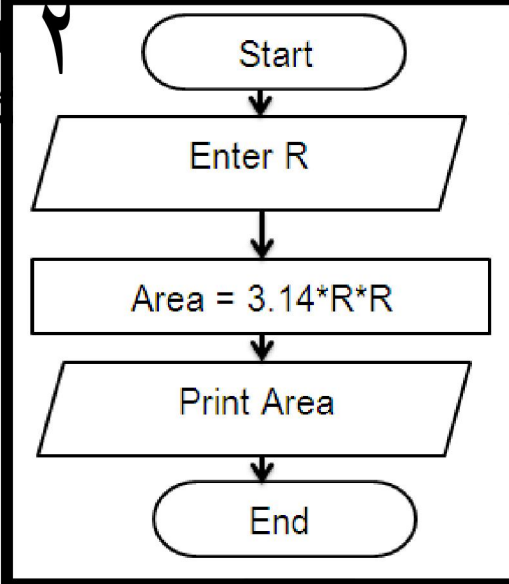 ٢
Start
Enter R
Area = 3.14*R*R
Print Area
End